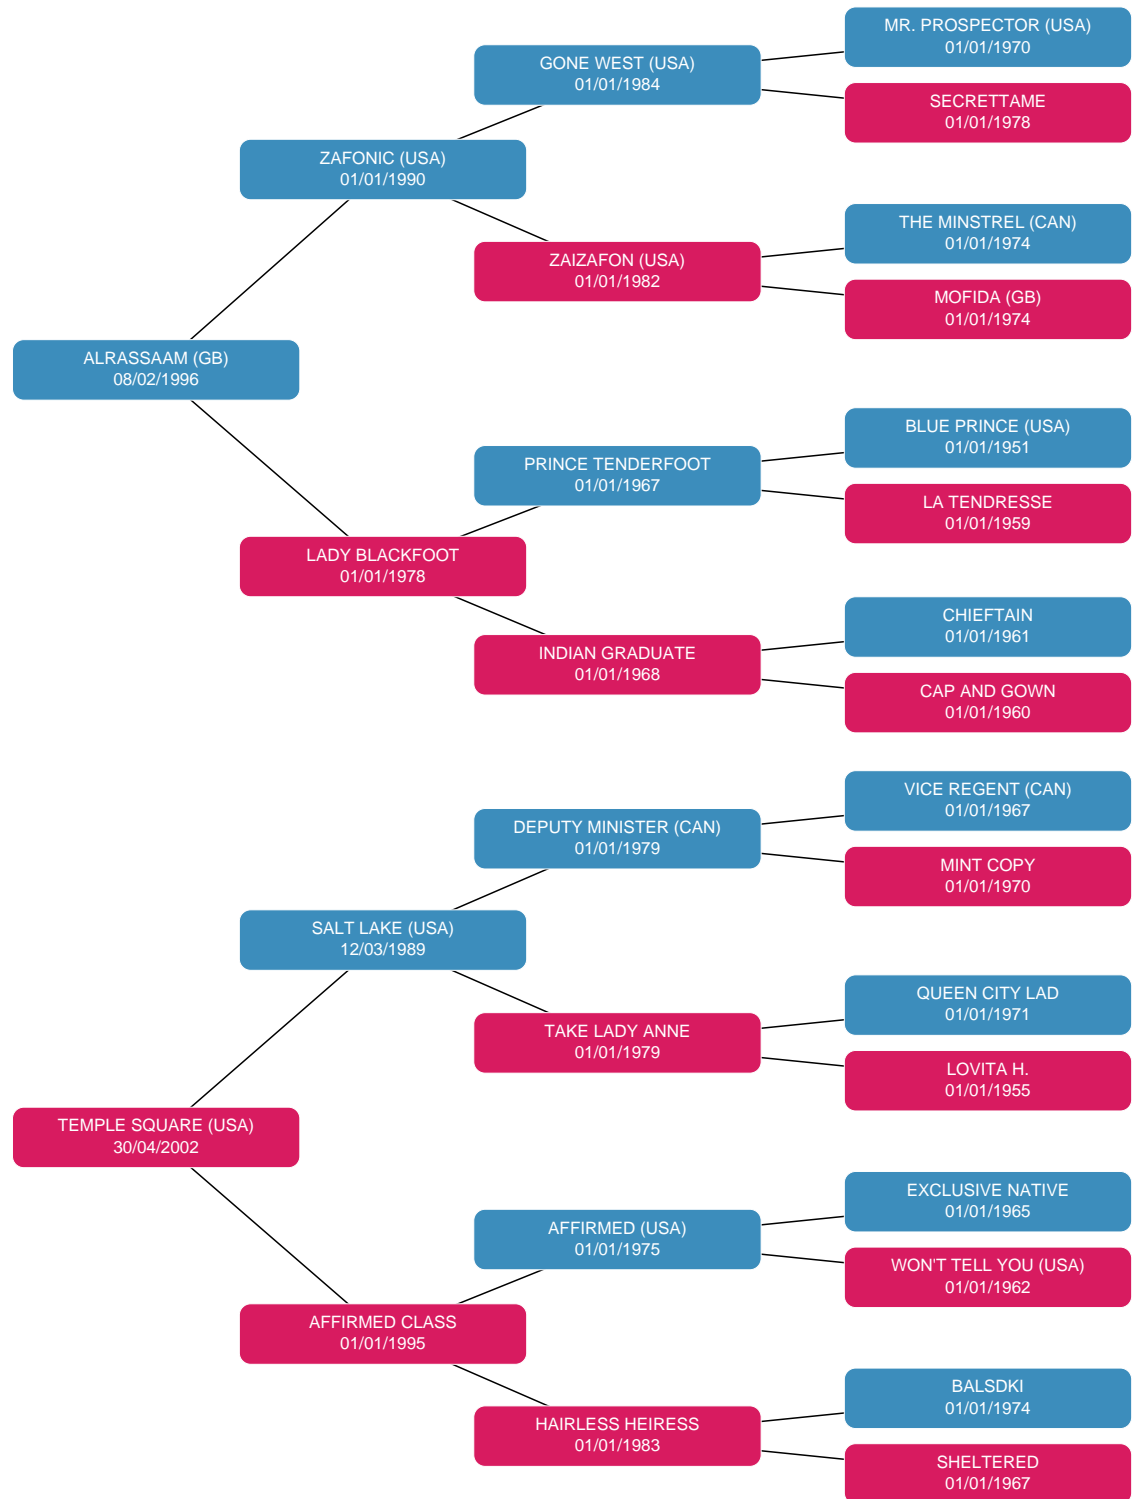 MR. PROSPECTOR (USA)
01/01/1970
GONE WEST (USA)
01/01/1984
SECRETTAME
01/01/1978
ZAFONIC (USA)
01/01/1990
THE MINSTREL (CAN)
01/01/1974
ZAIZAFON (USA)
01/01/1982
MOFIDA (GB)
01/01/1974
ALRASSAAM (GB)
08/02/1996
BLUE PRINCE (USA)
01/01/1951
PRINCE TENDERFOOT
01/01/1967
LA TENDRESSE
01/01/1959
LADY BLACKFOOT
01/01/1978
CHIEFTAIN
01/01/1961
INDIAN GRADUATE
01/01/1968
CAP AND GOWN
01/01/1960
VICE REGENT (CAN)
01/01/1967
DEPUTY MINISTER (CAN)
01/01/1979
MINT COPY
01/01/1970
SALT LAKE (USA)
12/03/1989
QUEEN CITY LAD
01/01/1971
TAKE LADY ANNE
01/01/1979
LOVITA H.
01/01/1955
TEMPLE SQUARE (USA)
30/04/2002
EXCLUSIVE NATIVE
01/01/1965
AFFIRMED (USA)
01/01/1975
WON'T TELL YOU (USA)
01/01/1962
AFFIRMED CLASS
01/01/1995
BALSDKI
01/01/1974
HAIRLESS HEIRESS
01/01/1983
SHELTERED
01/01/1967